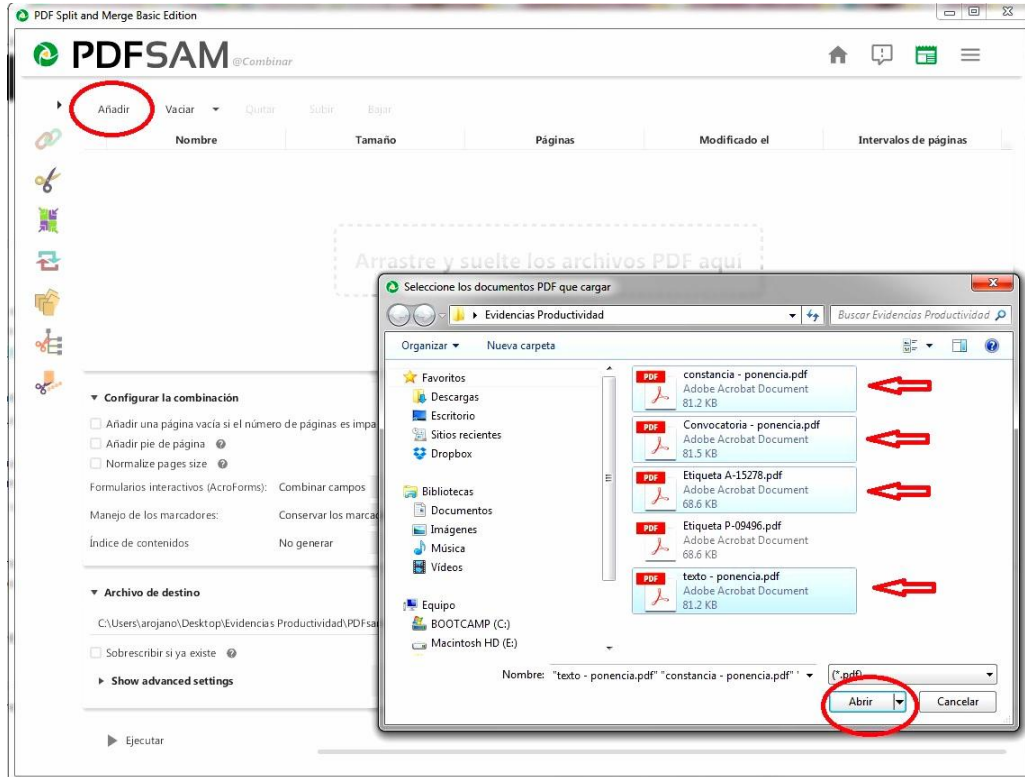 PDF Split and Merge Basic Edition
PDFSAM @Combinar
Añadir Vaciar Quitar Subir Bajar
Nombre Tamaño Páginas Modificado el Intervalos de páginas
Arrastre y suelte los archivos PDF aquí
Configurar la combinación
Añadir una página vacía si el número de páginas es impa
Añadir pie de página
Normalize pages size
Formularios interactivos (AcroForms): Combinar campos
Manejo de los marcadores: Conservar los marcad
Índice de contenidos No generar
Archivo de destino
C:\Users\arojano\Desktop\Evidencias Productividad\PDFsa
Sobrescribir si ya existe
Show advanced settings
Ejecutar
Seleccione los documentos PDF que cargar
Evidencias Productividad
Buscar Evidencias Productividad
Organizar Nueva carpeta
Favoritos
Descargas
Escritorio
Sitios recientes
Dropbox
Bibliotecas
Documentos
Imágenes
Música
Vídeos
Equipo
BOOTCAMP (C:)
Macintosh HD (E:)
PDF
constancia - ponencia.pdf
Adobe Acrobat Document
81.2 KB
PDF
Convocatoria - ponencia.pdf
Adobe Acrobat Document
81.5 KB
PDF
Etiqueta A-15278.pdf
Adobe Acrobat Document
68.6 KB
PDF
Etiqueta P-09496.pdf
Adobe Acrobat Document
68.6 KB
PDF
texto - ponencia.pdf
Adobe Acrobat Document
81.2 KB
Nombre: "texto - ponencia.pdf" "constancia - ponencia.pdf" '
(*.pdf)
Abrir Cancelar